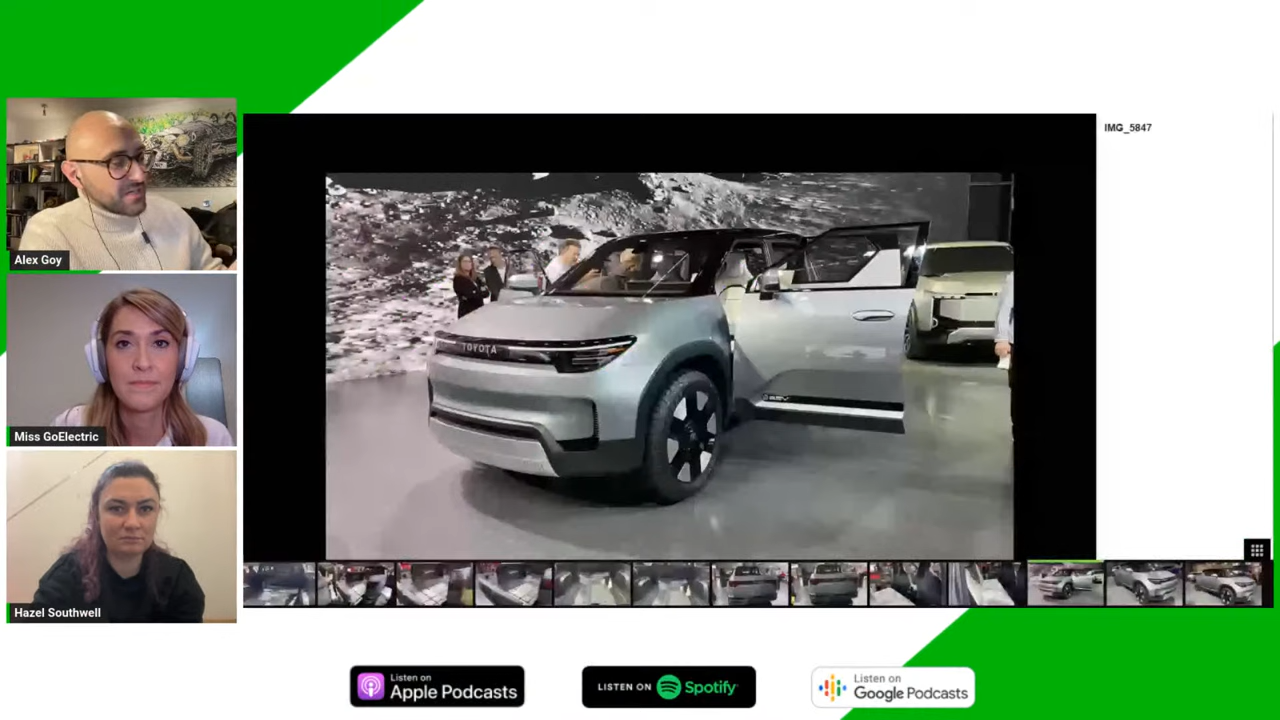 IMG_5847
Alex Goy
Miss GoElectric
Hazel Southwell
TOYOTA
Listen on
Apple Podcasts
LISTEN ON Spotify
Listen on
Google Podcasts